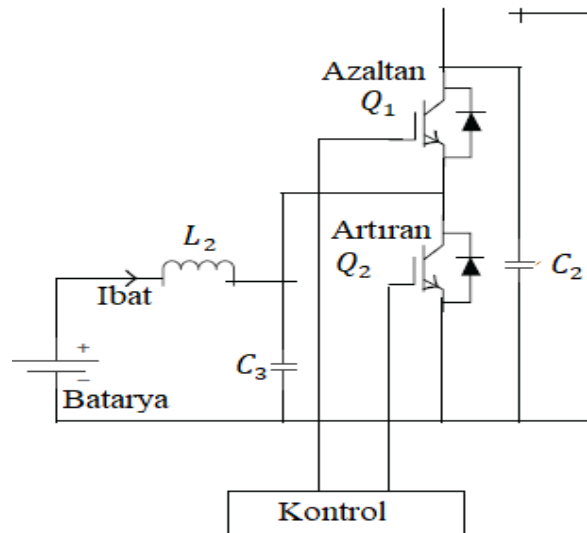 Azaltan
Q₁
L₂
Artıran
Q₂
Ibat
C₂
+
−
C₃
Batarya
Kontrol